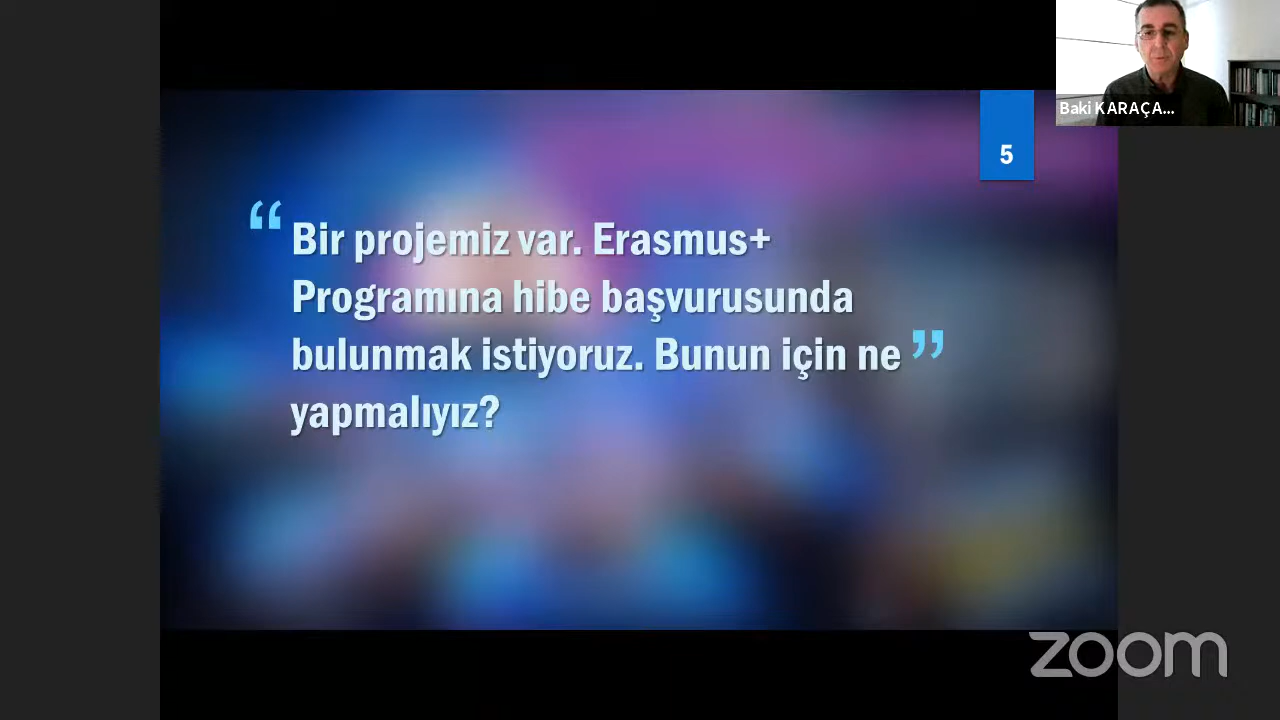 Baki KARAÇA...
5
“Bir projemiz var. Erasmus+
Programına hibe başvurusunda
bulunmak istiyoruz. Bunun için ne”
yapmalıyız?
zoom